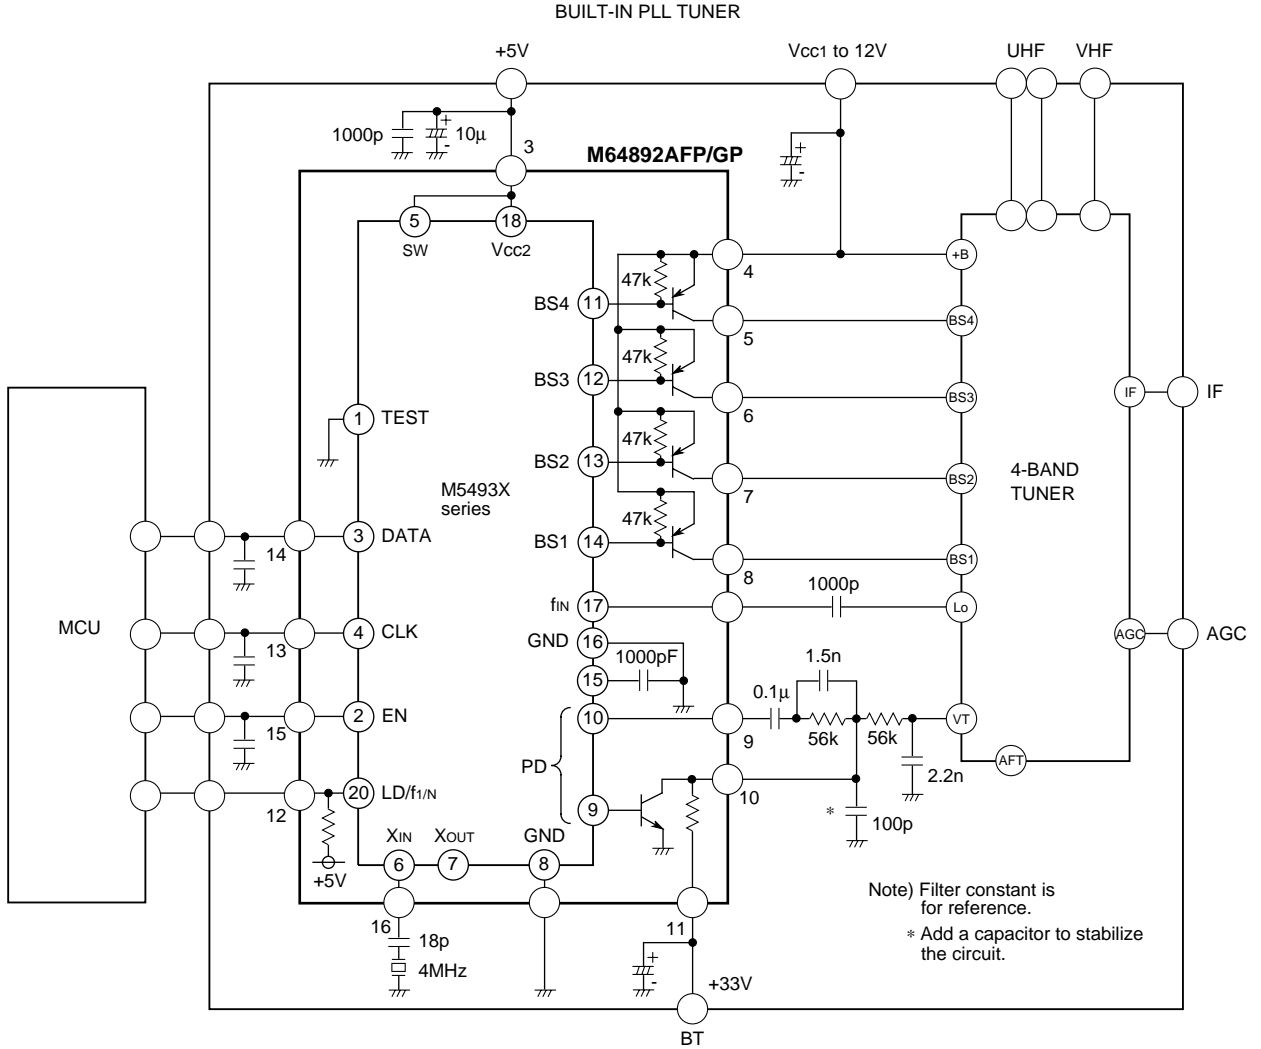 BUILT-IN PLL TUNER
+5V
Vcc1 to 12V
UHF
VHF
1000p
+
-
10μ
3
M64892AFP/GP
+
-
5
18
SW
Vcc2
+B
4
47k
BS4
11
BS4
5
47k
BS3
12
BS3
6
IF
IF
1
TEST
47k
BS2
13
BS2
7
4-BAND
TUNER
M5493X
series
47k
BS1
14
BS1
8
14
3
DATA
1000p
fIN
17
Lo
MCU
13
4
CLK
GND
16
AGC
AGC
1000pF
15
1.5n
0.1μ
15
2
EN
10
9
56k
56k
VT
PD
AFT
2.2n
12
20
LD/f1/N
9
10
* 100p
+5V
XIN
XOUT
GND
6
7
8
16
11
Note) Filter constant is
for reference.
* Add a capacitor to stabilize
the circuit.
18p
4MHz
+
-
+33V
BT